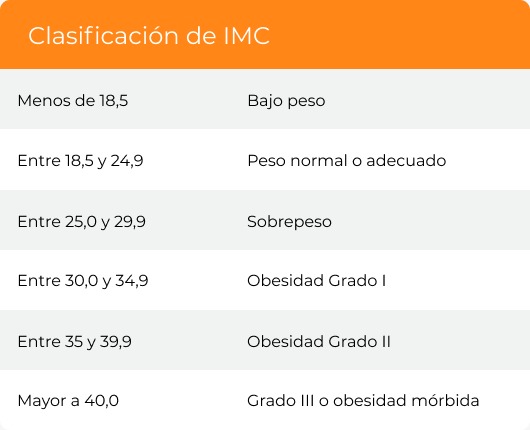 Clasificación de IMC
Menos de 18,5 Bajo peso
Entre 18,5 y 24,9 Peso normal o adecuado
Entre 25,0 y 29,9 Sobrepeso
Entre 30,0 y 34,9 Obesidad Grado I
Entre 35 y 39,9 Obesidad Grado II
Mayor a 40,0 Grado III o obesidad mórbida